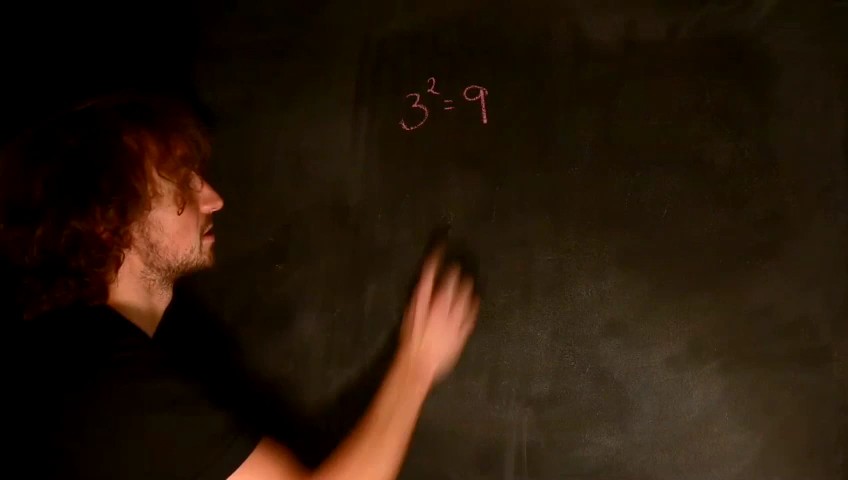 3² = 9